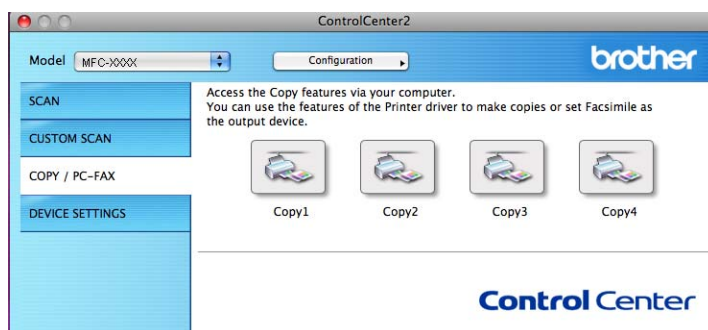 ControlCenter2
Model MFC-XXXX Configuration brother
SCAN
CUSTOM SCAN
COPY / PC-FAX
DEVICE SETTINGS
Access the Copy features via your computer.
You can use the features of the Printer driver to make copies or set Facsimile as
the output device.
Copy1 Copy2 Copy3 Copy4
Control Center